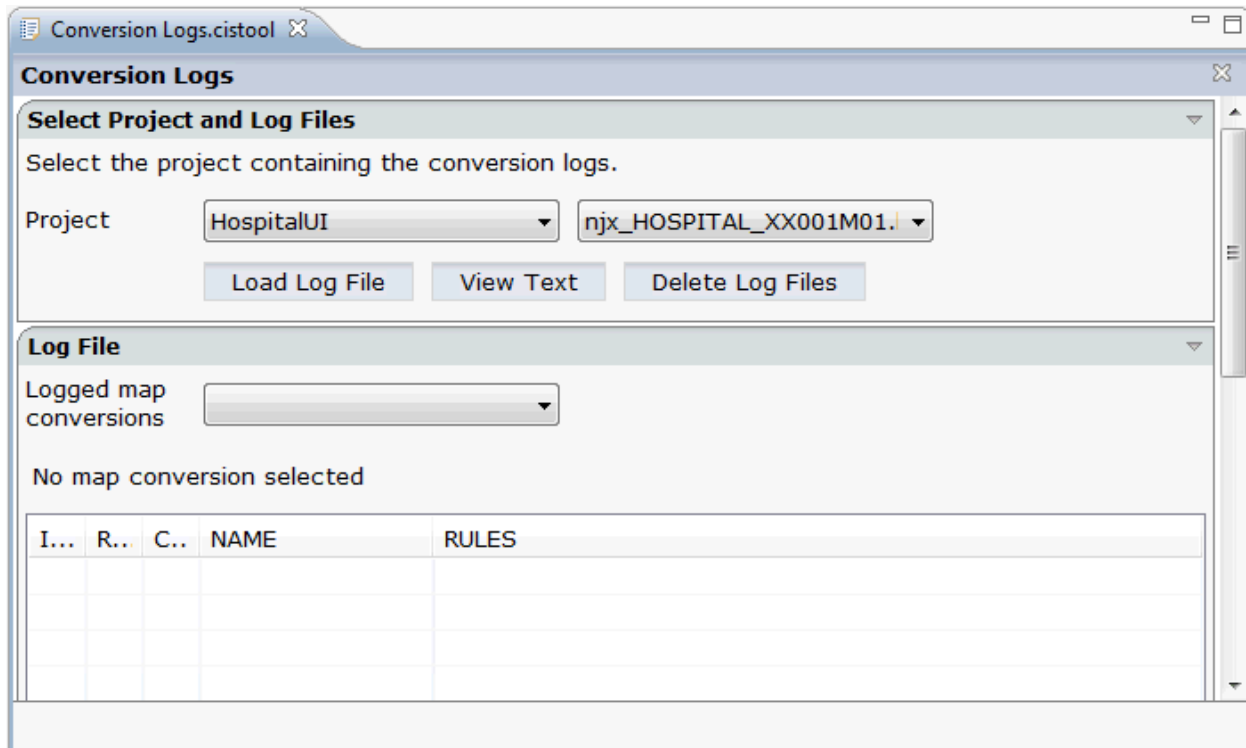 Conversion Logs.cistool
Conversion Logs
Select Project and Log Files
Select the project containing the conversion logs.
Project HospitalUI njx_HOSPITAL_XX001M01.
Load Log File View Text Delete Log Files
Log File
Logged map
conversions
No map conversion selected
I... R... C.. NAME RULES